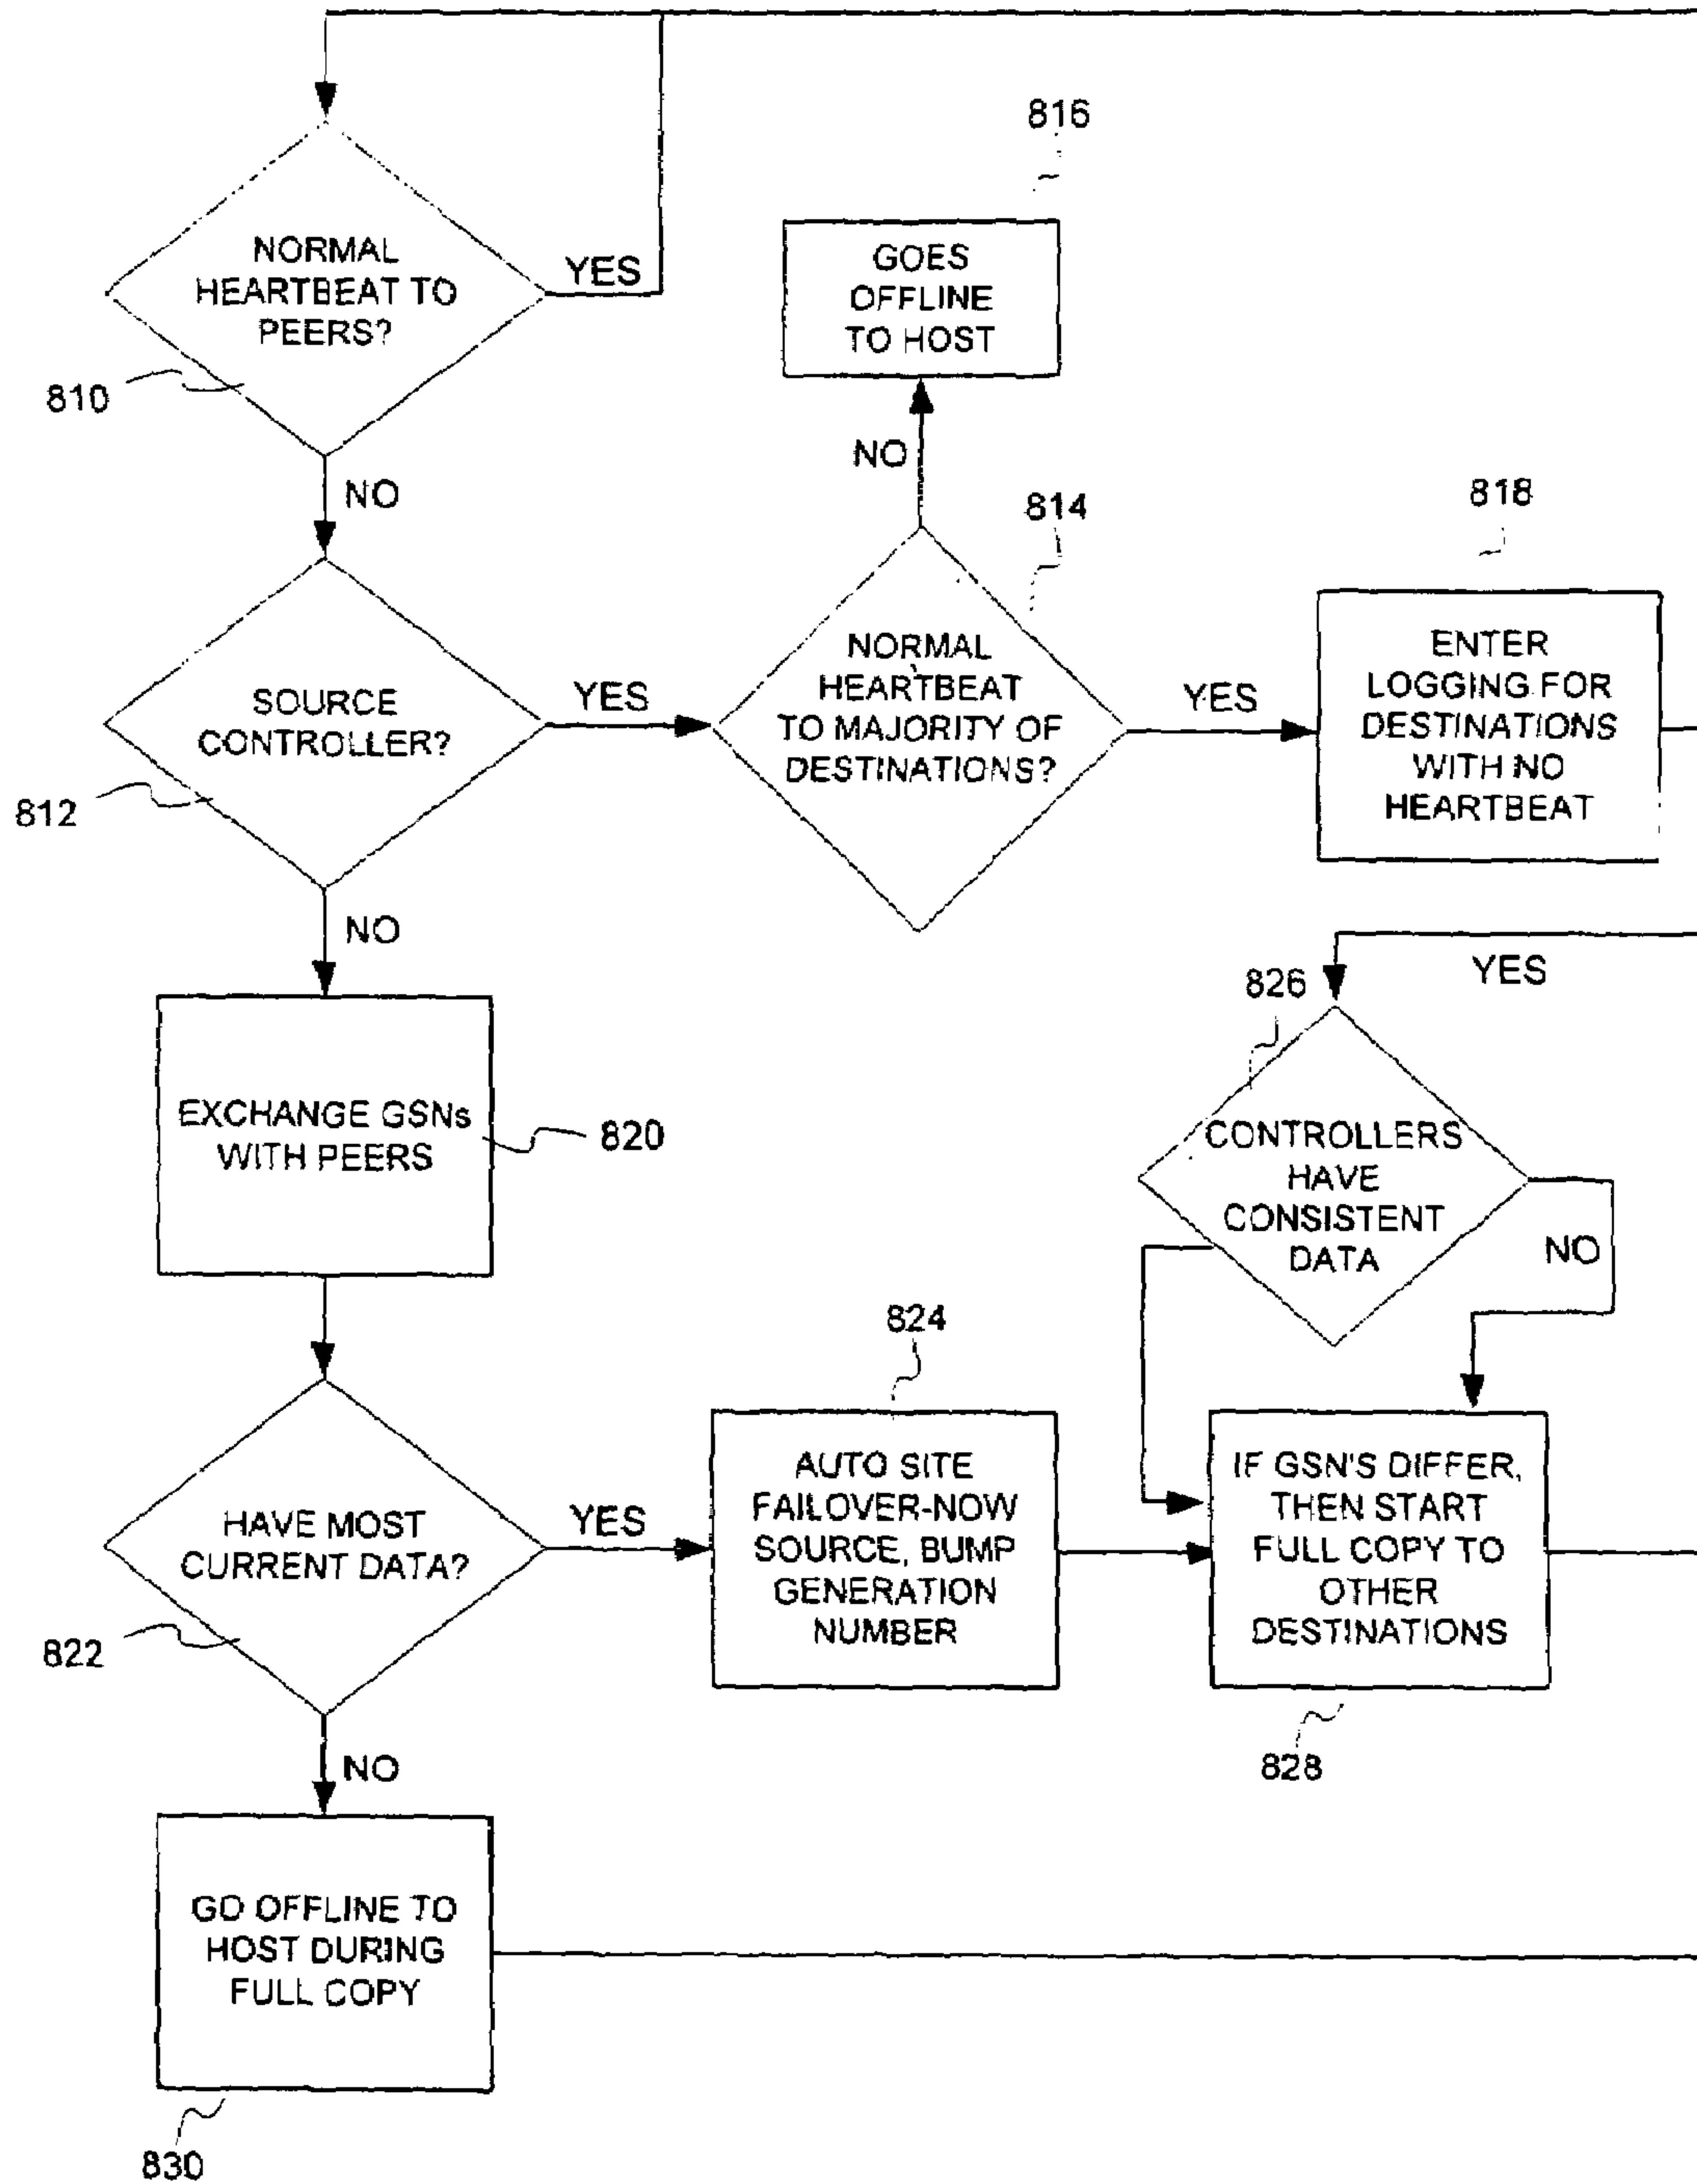 816
NORMAL
HEARTBEAT TO
PEERS?
YES
810
GOES
OFFLINE
TO HOST
NO
NO
814
818
SOURCE
CONTROLLER?
812
YES
NORMAL
HEARTBEAT
TO MAJORITY OF
DESTINATIONS?
YES
ENTER
LOGGING FOR
DESTINATIONS
WITH NO
HEARTBEAT
NO
YES
826
EXCHANGE GSNs
WITH PEERS
820
CONTROLLERS
HAVE
CONSISTENT
DATA
NO
824
HAVE MOST
CURRENT DATA?
822
YES
AUTO SITE
FAILOVER-NOW
SOURCE, BUMP
GENERATION
NUMBER
IF GSN'S DIFFER,
THEN START
FULL COPY TO
OTHER
DESTINATIONS
828
NO
GO OFFLINE TO
HOST DURING
FULL COPY
830